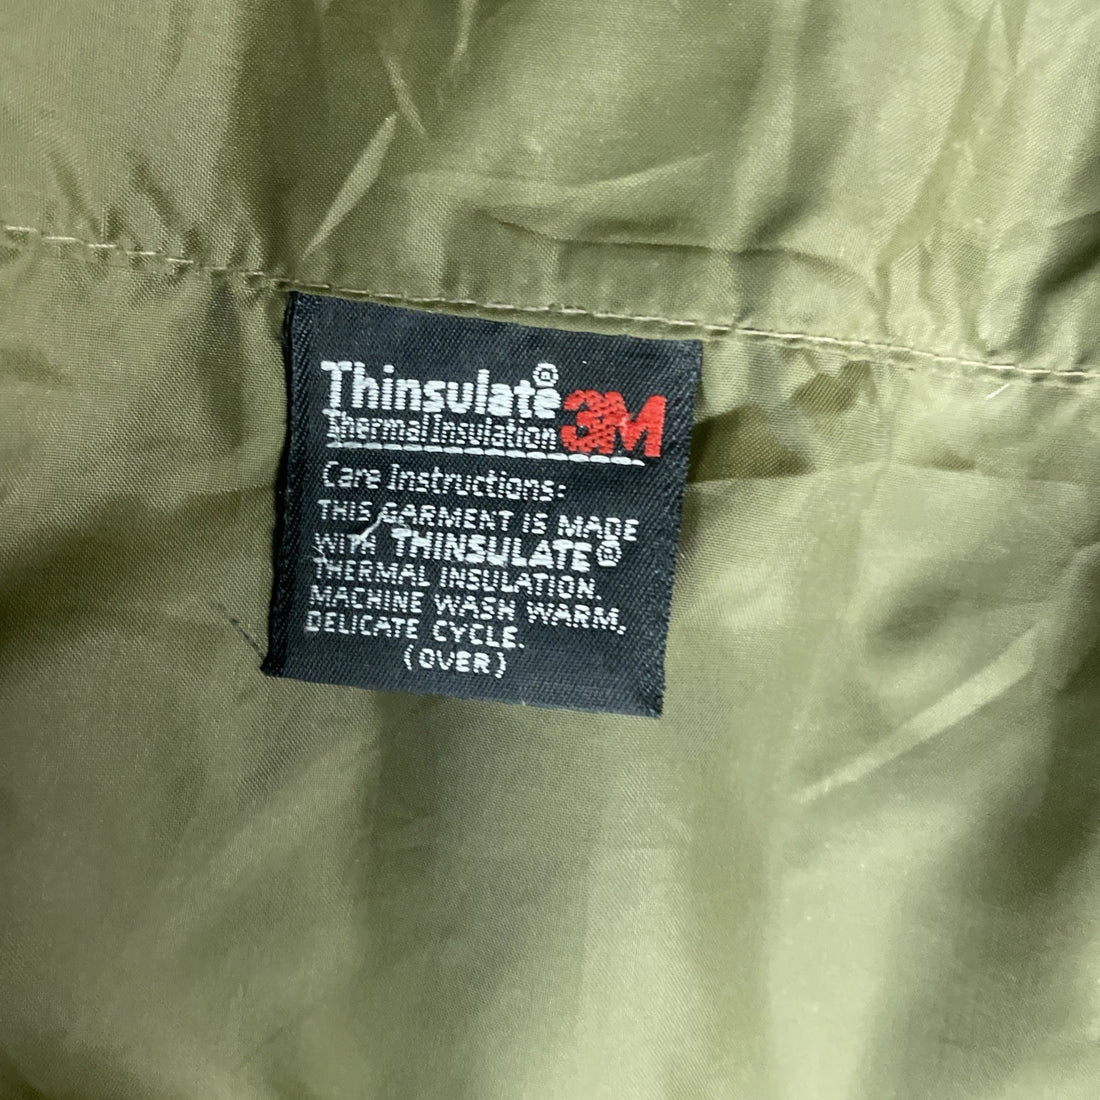 Thinsulate®
3M
Thermal Insulation
Care Instructions:
THIS GARMENT IS MADE
WITH THINSULATE®
THERMAL INSULATION.
MACHINE WASH WARM,
DELICATE CYCLE.
(OVER)